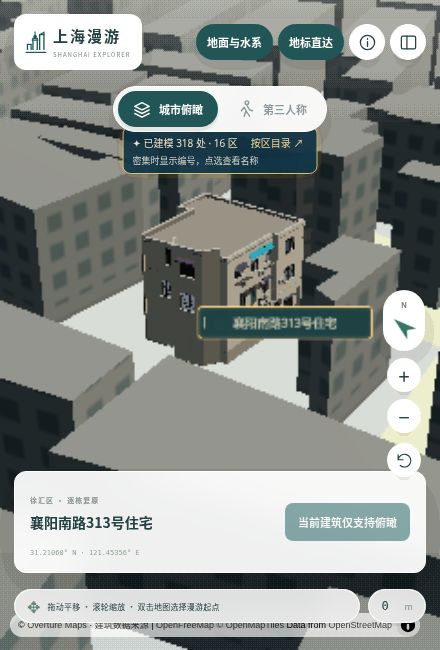 上海漫游
SHANGHAI EXPLORER
地面与水系
地标直达
城市俯瞰
第三人称
✦ 已建模 318 处 · 16 区 按区目录 ↗
密集时显示编号，点选查看名称
襄阳南路313号住宅
N
+
−
徐汇区 · 逐栋复原
襄阳南路313号住宅
当前建筑仅支持俯瞰
31.21060° N · 121.45356° E
拖动平移 · 滚轮缩放 · 双击地图选择漫游起点
0 m
© Overture Maps · 建筑数据来源 | OpenFreeMap © OpenMapTiles Data from OpenStreetMap